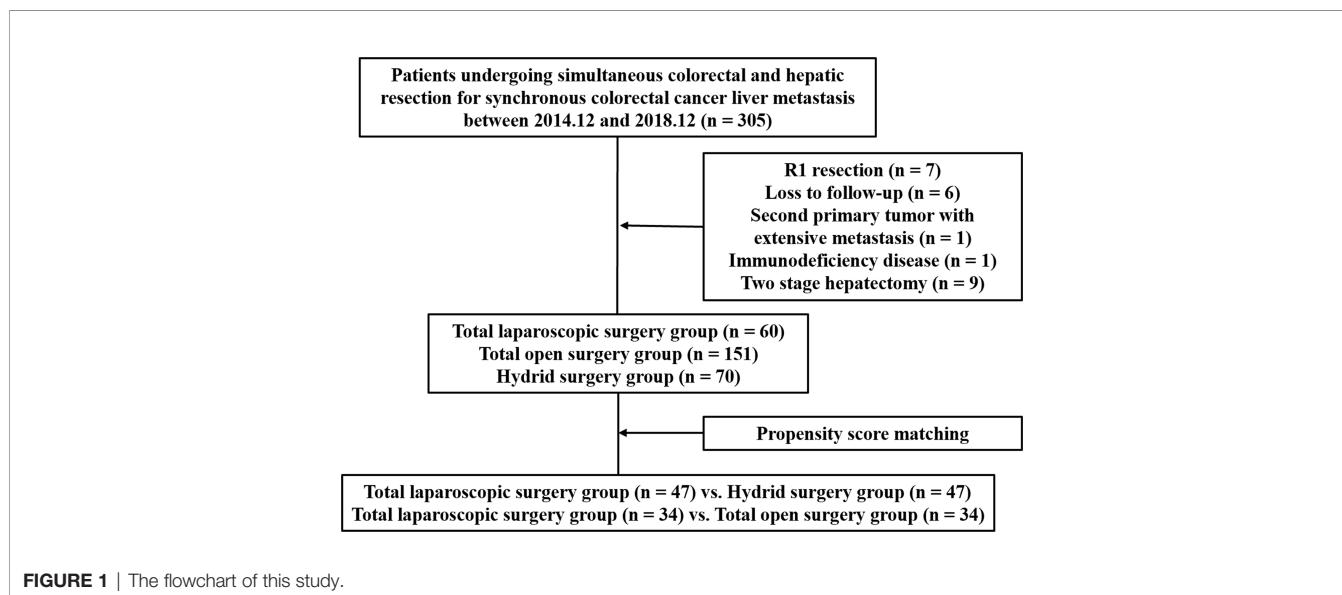 Patients undergoing simultaneous colorectal and hepatic
resection for synchronous colorectal cancer liver metastasis
between 2014.12 and 2018.12 (n = 305)
R1 resection (n = 7)
Loss to follow-up (n = 6)
Second primary tumor with
extensive metastasis (n = 1)
Immunodeficiency disease (n = 1)
Two stage hepatectomy (n = 9)
Total laparoscopic surgery group (n = 60)
Total open surgery group (n = 151)
Hydrid surgery group (n = 70)
Propensity score matching
Total laparoscopic surgery group (n = 47) vs. Hydrid surgery group (n = 47)
Total laparoscopic surgery group (n = 34) vs. Total open surgery group (n = 34)
FIGURE 1 | The flowchart of this study.